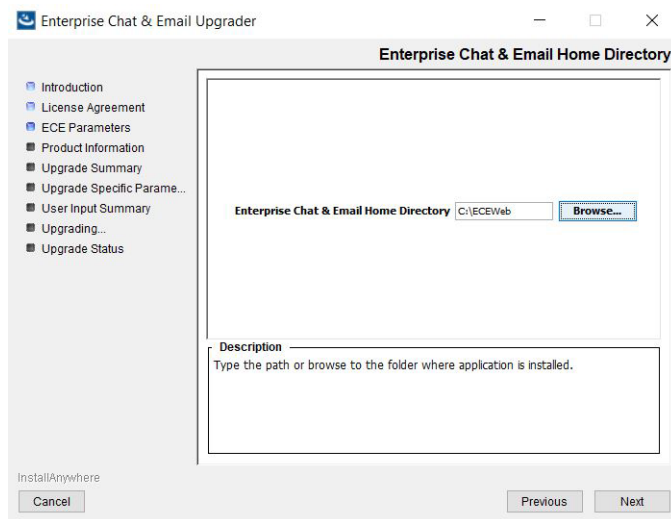 Enterprise Chat & Email Upgrader
Enterprise Chat & Email Home Directory
Introduction
License Agreement
ECE Parameters
Product Information
Upgrade Summary
Upgrade Specific Parame...
User Input Summary
Upgrading...
Upgrade Status
Enterprise Chat & Email Home Directory C:\ECEWeb Browse...
Description
Type the path or browse to the folder where application is installed.
InstallAnywhere
Cancel Previous Next